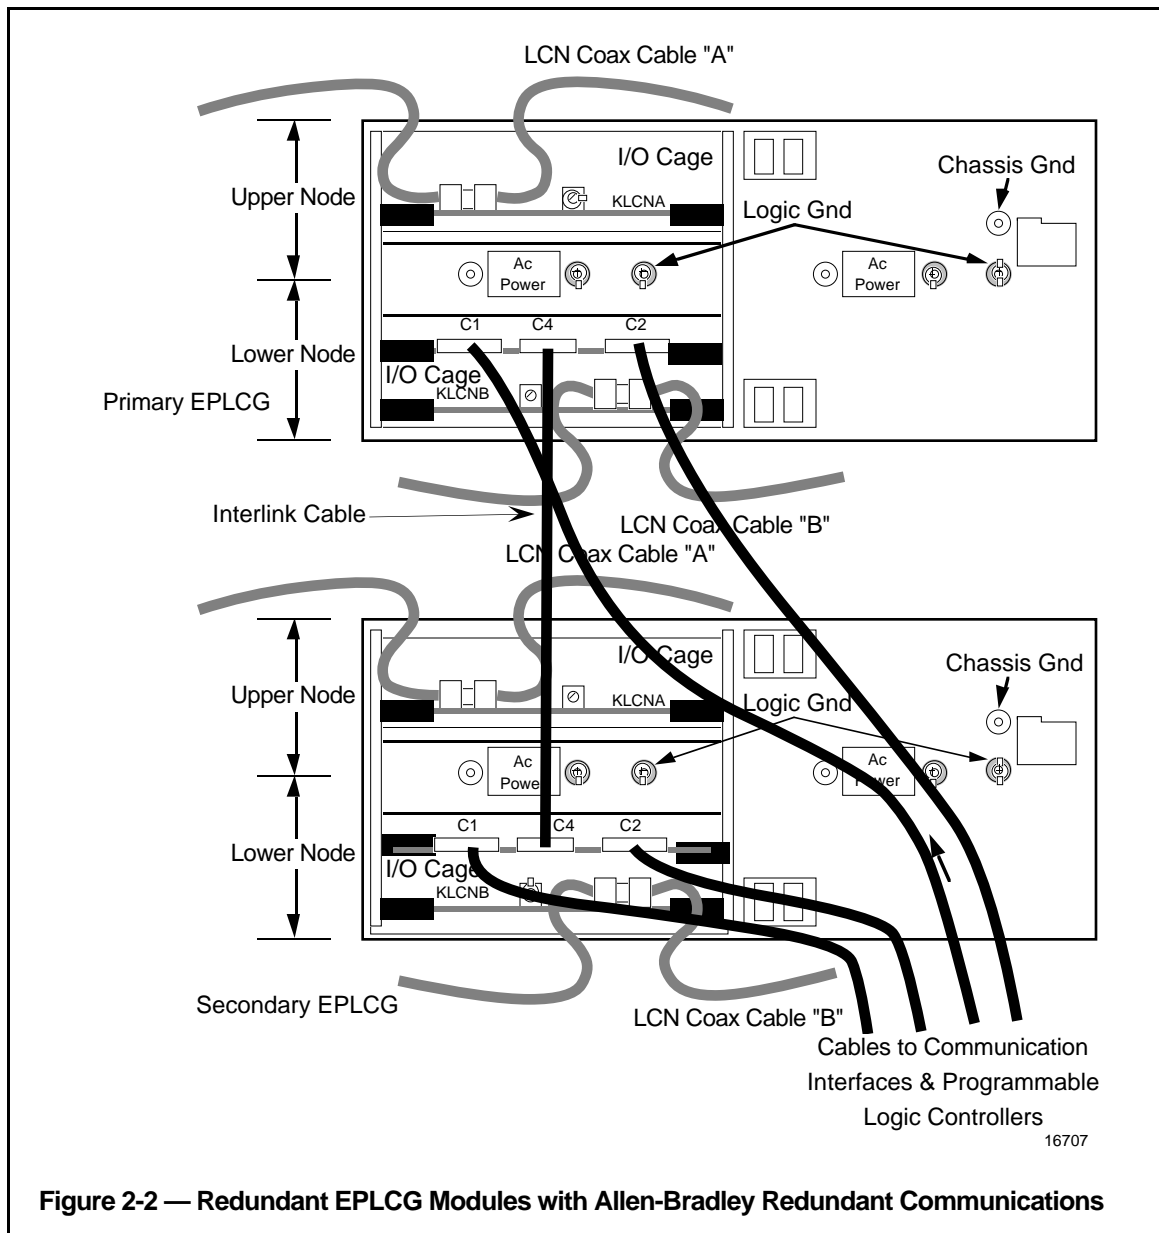 LCN Coax Cable "A"
I/O Cage
Chassis Gnd
Upper Node
KLCNA
Logic Gnd
Ac
Power
Ac
Power
C1
C4
C2
Lower Node
I/O Cage
KLCNB
Primary EPLCG
Interlink Cable
LCN Coax Cable "B"
LCN Coax Cable "A"
I/O Cage
Chassis Gnd
Upper Node
KLCNA
Logic Gnd
Ac
Power
Ac
Power
C1
C4
C2
Lower Node
I/O Cage
KLCNB
Secondary EPLCG
LCN Coax Cable "B"
Cables to Communication
Interfaces & Programmable
Logic Controllers
16707
Figure 2-2 — Redundant EPLCG Modules with Allen-Bradley Redundant Communications